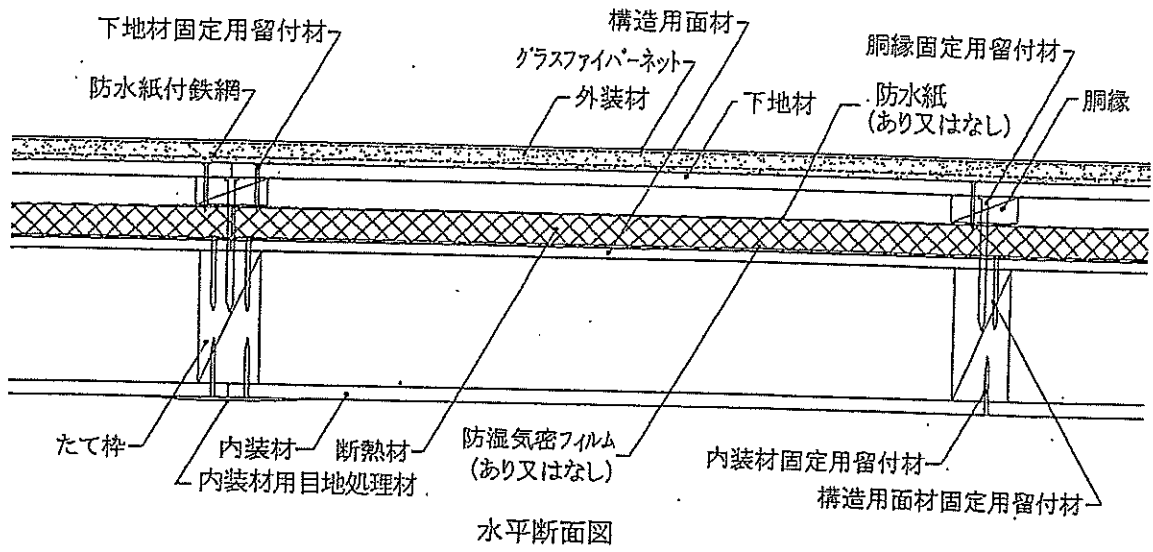 下地材固定用留付材
構造用面材
胴縁固定用留付材
グラスファイバーネット
防水紙付鉄網
外装材
下地材
防水紙
(あり又はなし)
胴縁
たて枠
内装材
断熱材
防湿気密フィルム
(あり又はなし)
内装材固定用留付材
内装材用目地処理材
構造用面材固定用留付材
水平断面図